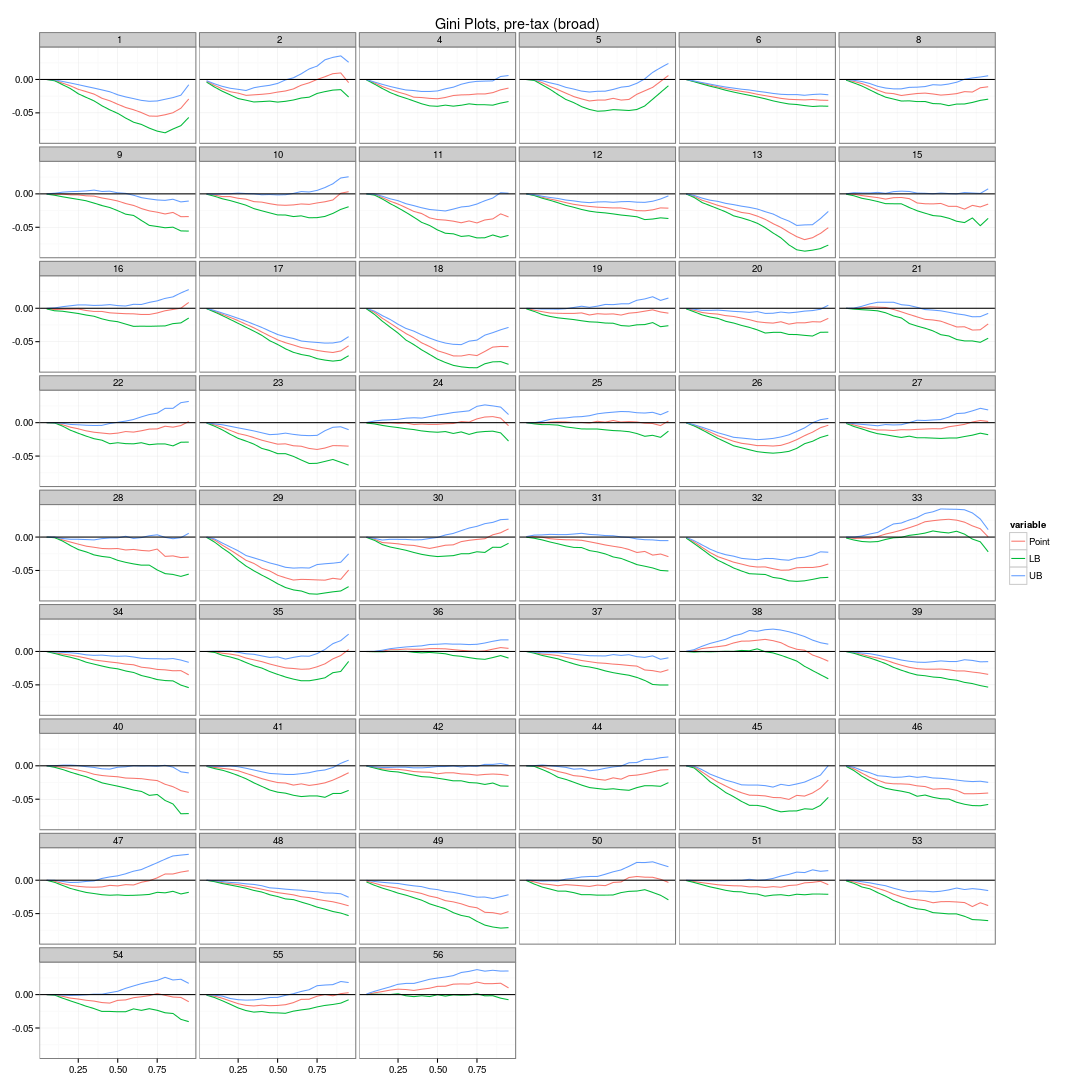 Gini Plots, pre-tax (broad)
1 2 4 5 6 8
0.00
-0.05
9 10 11 12 13 15
0.00
-0.05
16 17 18 19 20 21
0.00
-0.05
22 23 24 25 26 27
0.00
-0.05
28 29 30 31 32 33
0.00
-0.05
variable
Point
LB
UB
34 35 36 37 38 39
0.00
-0.05
40 41 42 44 45 46
0.00
-0.05
47 48 49 50 51 53
0.00
-0.05
54 55 56
0.00
-0.05
0.25 0.50 0.75 0.25 0.50 0.75 0.25 0.50 0.75